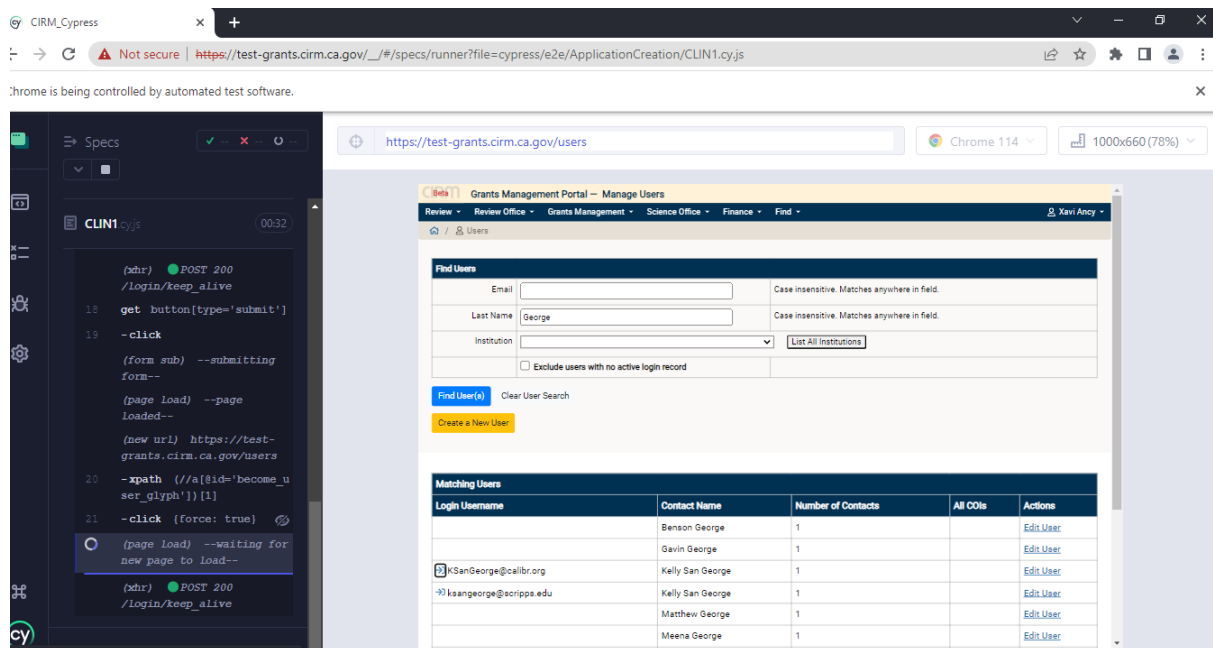 cy CIRM_Cypress
Not secure | https://test-grants.cirm.ca.gov/__/#/specs/runner?file=cypress/e2e/ApplicationCreation/CLIN1.cy.js
Chrome is being controlled by automated test software.
Specs
-- -- --
https://test-grants.cirm.ca.gov/users
Chrome 114
1000x660 (78%)
CLIN1.cy.js
00:32
(xhr) POST 200
/login/keep_alive
18 get button[type='submit']
19 -click
(form sub) --submitting
form--
(page load) --page
loaded--
(new url) https://test-
grants.cirm.ca.gov/users
20 -xpath (//a[@id='become_u
ser_glyph'])[1]
21 -click {force: true}
(page load) --waiting for
new page to load--
(xhr) POST 200
/login/keep_alive
cy
CIRM Beta Grants Management Portal — Manage Users
Review Review Office Grants Management Science Office Finance Find Xavi Ancy
/ Users
Find Users
Email Case insensitive. Matches anywhere in field.
Last Name George Case insensitive. Matches anywhere in field.
Institution List All Institutions
Exclude users with no active login record
Find User(s) Clear User Search
Create a New User
Matching Users
Login Username Contact Name Number of Contacts All COIs Actions
Benson George 1 Edit User
Gavin George 1 Edit User
KSanGeorge@calibr.org Kelly San George 1 Edit User
ksangeorge@scripps.edu Kelly San George 1 Edit User
Matthew George 1 Edit User
Meena George 1 Edit User